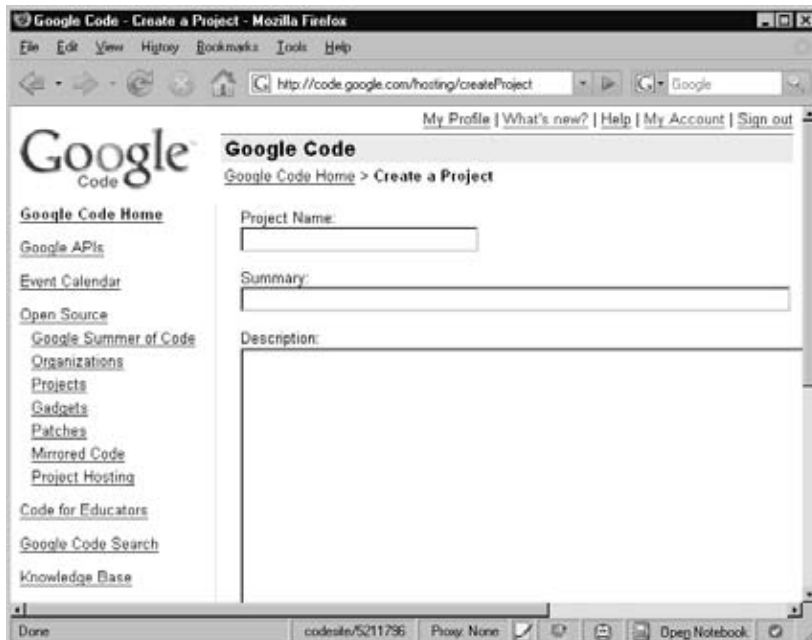 Google Code - Create a Project - Mozilla Firefox
File Edit View History Bookmarks Tools Help
http://code.google.com/hosting/createProject
Google
My Profile | What's new? | Help | My Account | Sign out
Google
Code
Google Code
Google Code Home > Create a Project
Google Code Home
Google APIs
Event Calendar
Open Source
Google Summer of Code
Organizations
Projects
Gadgets
Patches
Mirrored Code
Project Hosting
Code for Educators
Google Code Search
Knowledge Base
Project Name:
Summary:
Description:
Done
codesite/5211796
Proxy: None
Open Notebook